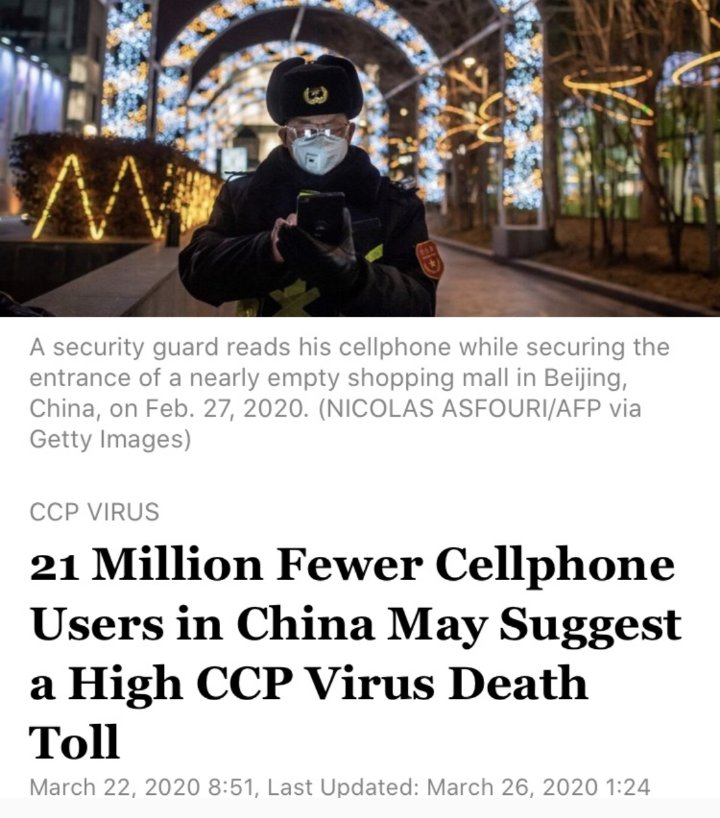 A security guard reads his cellphone while securing the
entrance of a nearly empty shopping mall in Beijing,
China, on Feb. 27, 2020. (NICOLAS ASFOURI/AFP via
Getty Images)
CCP VIRUS
21 Million Fewer Cellphone
Users in China May Suggest
a High CCP Virus Death
Toll
March 22, 2020 8:51, Last Updated: March 26, 2020 1:24